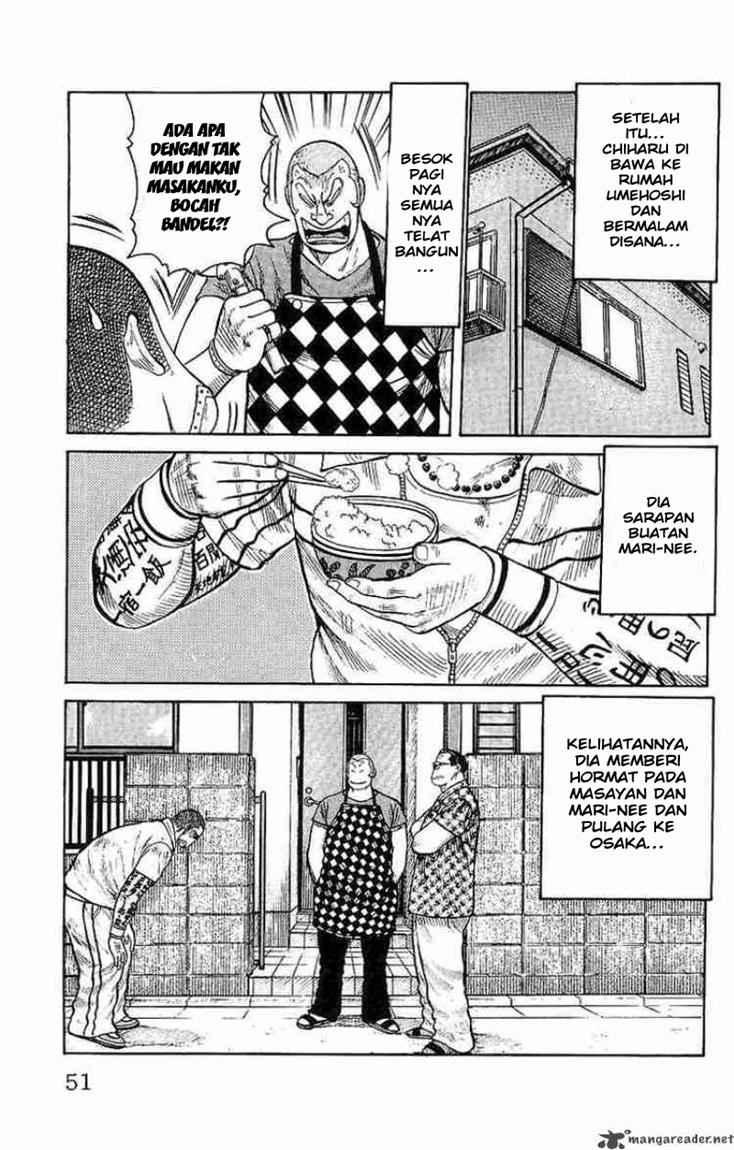 SETELAH
ITU...
CHIHARU DI
BAWA KE
RUMAH
UMEHOSHI
DAN
BERMALAM
DISANA...
BESOK
PAGI
NYA
SEMUA
NYA
TELAT
BANGUN
...
ADA APA
DENGAN TAK
MAU MAKAN
MASAKANKU,
BOCAH
BANDEL?!
DIA
SARAPAN
BUATAN
MARI-NEE.
KELIHATANNYA,
DIA MEMBERI
HORMAT PADA
MASAYAN DAN
MARI-NEE DAN
PULANG KE
OSAKA...
51
mangareader.net